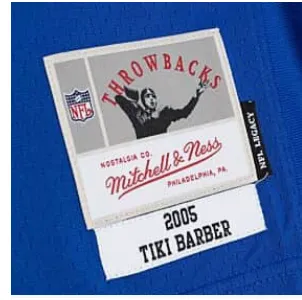 THROWBACKS
NFL
NOSTALGIA CO.
Mitchell & Ness
PHILADELPHIA, PA.
NFL LEGACY
2005
TIKI BARBER